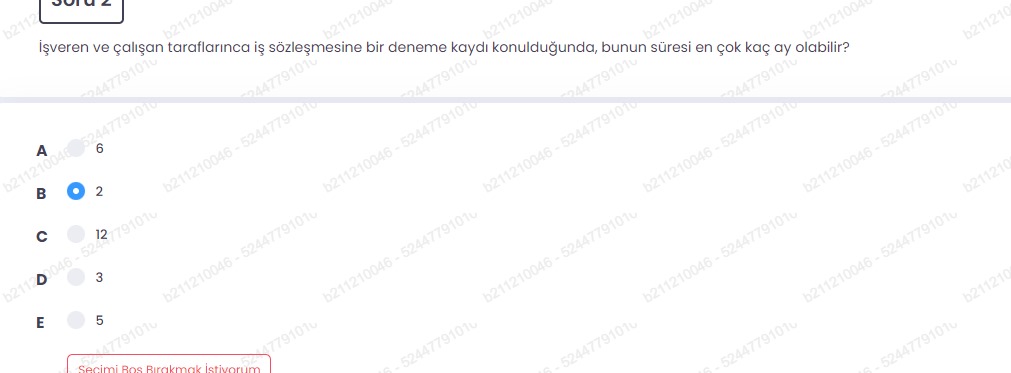 Soru 2
İşveren ve çalışan taraflarınca iş sözleşmesine bir deneme kaydı konulduğunda, bunun süresi en çok kaç ay olabilir?
A 6
B 2
C 12
D 3
E 5
Seçimi Boş Bırakmak İstiyorum
b211210046 - 52447791010